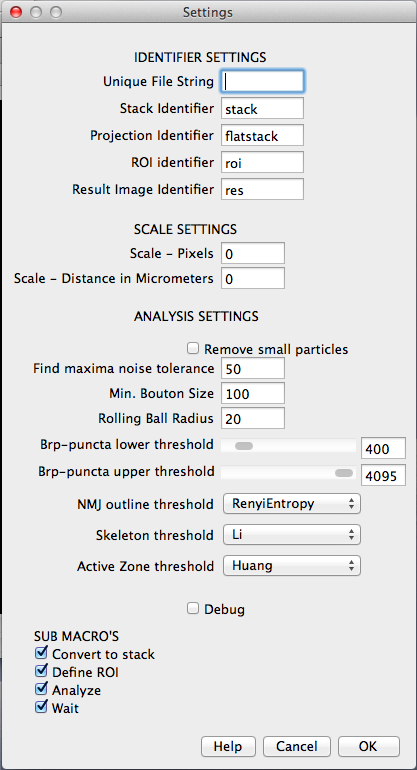 Settings
IDENTIFIER SETTINGS
Unique File String
Stack Identifier stack
Projection Identifier flatstack
ROI identifier roi
Result Image Identifier res
SCALE SETTINGS
Scale - Pixels 0
Scale - Distance in Micrometers 0
ANALYSIS SETTINGS
Remove small particles
Find maxima noise tolerance 50
Min. Bouton Size 100
Rolling Ball Radius 20
Brp-puncta lower threshold 400
Brp-puncta upper threshold 4095
NMJ outline threshold RenyiEntropy
Skeleton threshold Li
Active Zone threshold Huang
Debug
SUB MACRO'S
Convert to stack
Define ROI
Analyze
Wait
Help Cancel OK